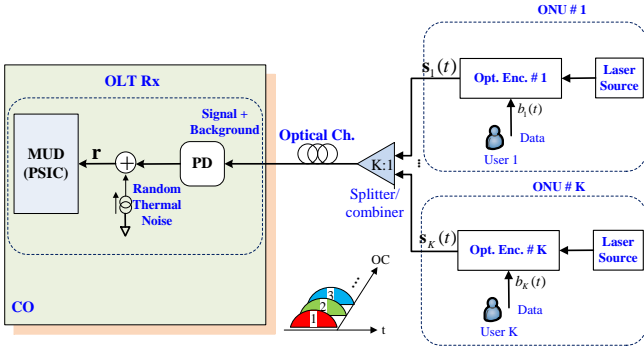 ONU # 1
OLT Rx
Signal +
Background
MUD
(PSIC)
r
+
PD
Random
Thermal
Noise
CO
Optical Ch.
K:1
Splitter/
combiner
s₁(t)
Opt. Enc. # 1
Laser
Source
b₁(t)
Data
User 1
...
ONU # K
s_K(t)
Opt. Enc. # K
Laser
Source
b_K(t)
Data
User K
OC
...
3
2
1
t